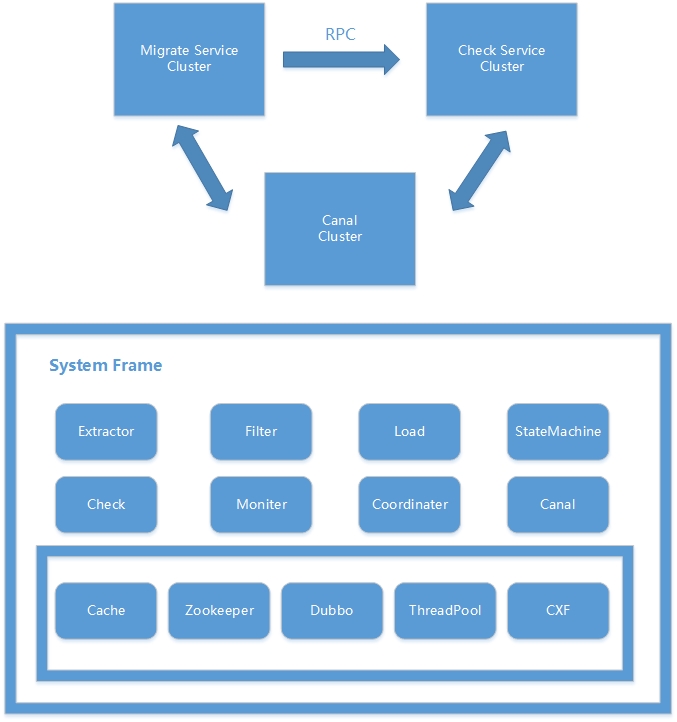 Migrate Service
Cluster
RPC
Check Service
Cluster
Canal
Cluster
System Frame
Extractor
Filter
Load
StateMachine
Check
Moniter
Coordinater
Canal
Cache
Zookeeper
Dubbo
ThreadPool
CXF